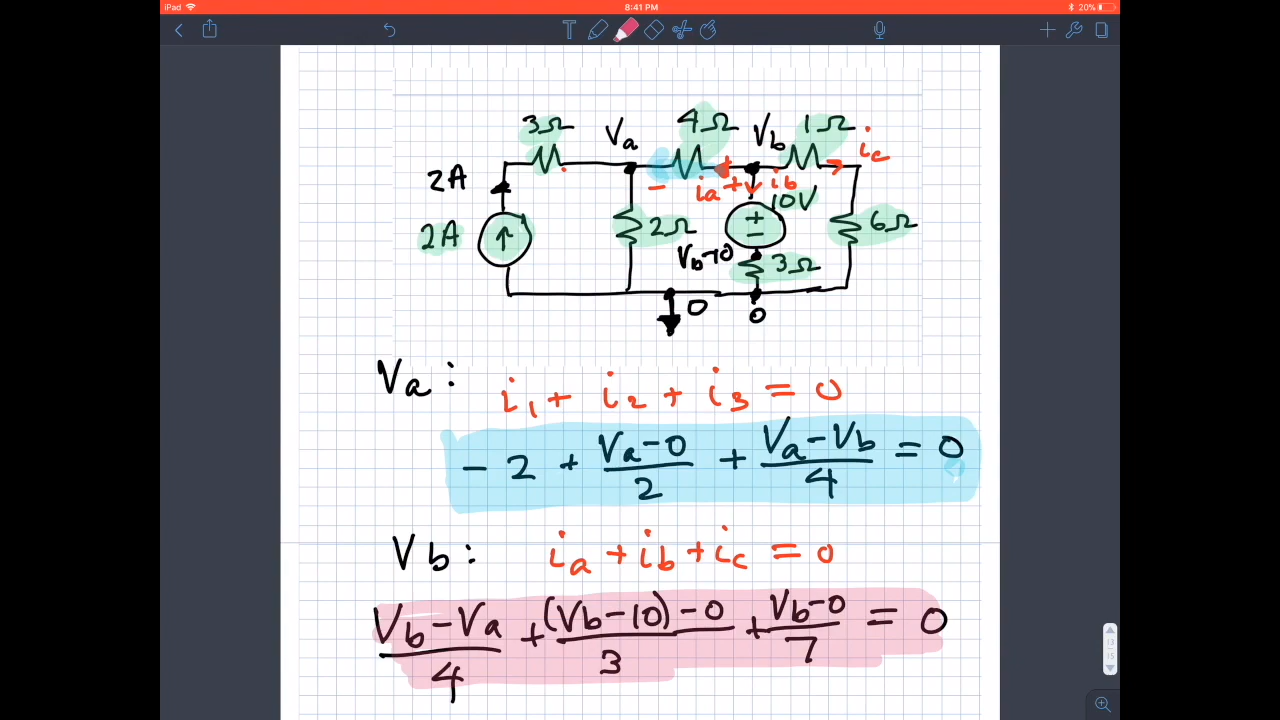 iPad 8:41 PM 20%
3Ω Va 4Ω Vb 1Ω ic
2A - ia + ib 10V
2A 2Ω + - 6Ω
Vb-10 3Ω
0 0
Va:
i1 + i2 + i3 = 0
- 2 + (Va-0)/2 + (Va-Vb)/4 = 0
Vb: ia + ib + ic = 0
(Vb-Va)/4 + ((Vb-10)-0)/3 + (Vb-0)/7 = 0
13
15